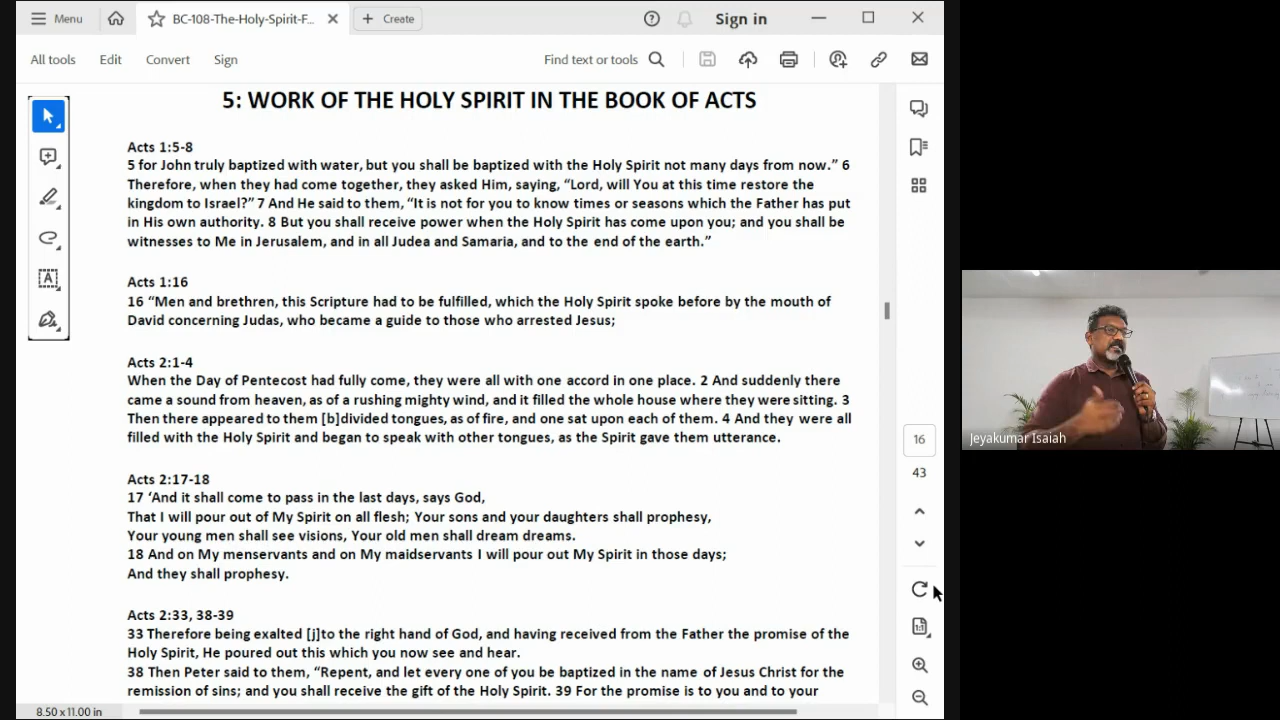 Menu
BC-108-The-Holy-Spirit-F...
Create
Sign in
All tools
Edit
Convert
Sign
Find text or tools
5: WORK OF THE HOLY SPIRIT IN THE BOOK OF ACTS
Acts 1:5-8
5 for John truly baptized with water, but you shall be baptized with the Holy Spirit not many days from now.” 6
Therefore, when they had come together, they asked Him, saying, “Lord, will You at this time restore the
kingdom to Israel?” 7 And He said to them, “It is not for you to know times or seasons which the Father has put
in His own authority. 8 But you shall receive power when the Holy Spirit has come upon you; and you shall be
witnesses to Me in Jerusalem, and in all Judea and Samaria, and to the end of the earth.”
Acts 1:16
16 “Men and brethren, this Scripture had to be fulfilled, which the Holy Spirit spoke before by the mouth of
David concerning Judas, who became a guide to those who arrested Jesus;
Acts 2:1-4
When the Day of Pentecost had fully come, they were all with one accord in one place. 2 And suddenly there
came a sound from heaven, as of a rushing mighty wind, and it filled the whole house where they were sitting. 3
Then there appeared to them [b]divided tongues, as of fire, and one sat upon each of them. 4 And they were all
filled with the Holy Spirit and began to speak with other tongues, as the Spirit gave them utterance.
Acts 2:17-18
17 ‘And it shall come to pass in the last days, says God,
That I will pour out of My Spirit on all flesh; Your sons and your daughters shall prophesy,
Your young men shall see visions, Your old men shall dream dreams.
18 And on My menservants and on My maidservants I will pour out My Spirit in those days;
And they shall prophesy.
Acts 2:33, 38-39
33 Therefore being exalted [j]to the right hand of God, and having received from the Father the promise of the
Holy Spirit, He poured out this which you now see and hear.
38 Then Peter said to them, “Repent, and let every one of you be baptized in the name of Jesus Christ for the
remission of sins; and you shall receive the gift of the Holy Spirit. 39 For the promise is to you and to your
16
43
8.50 x 11.00 in
Jeyakumar Isaiah